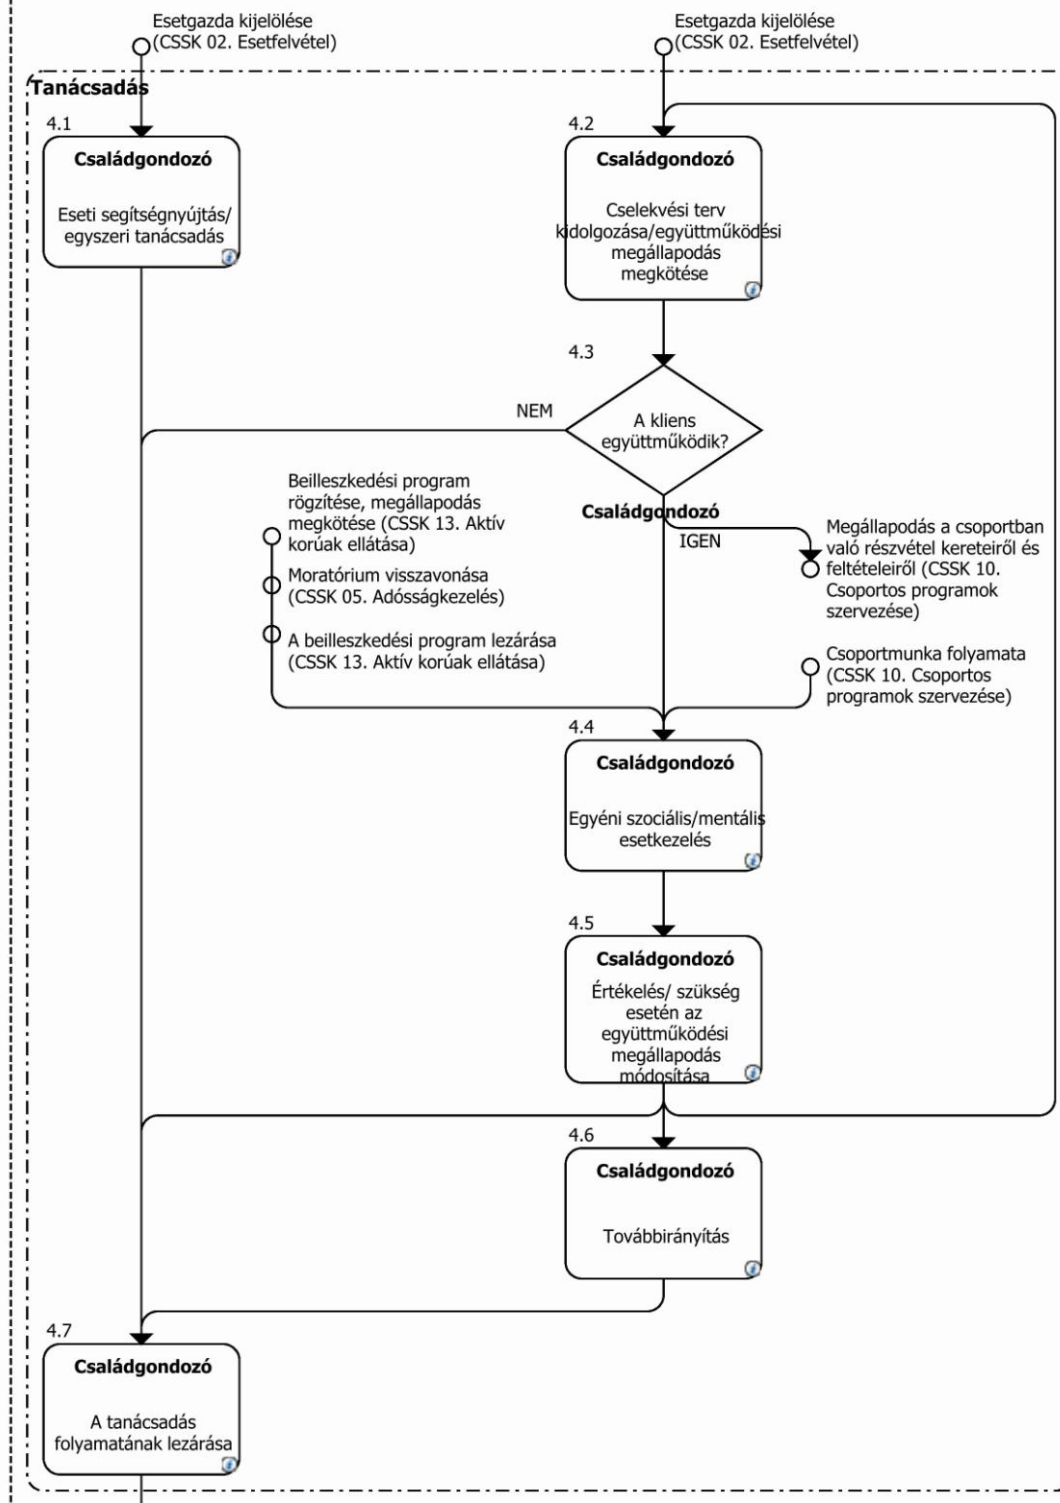 Esetgazda kijelölése
(CSSK 02. Esetfelvétel)
Esetgazda kijelölése
(CSSK 02. Esetfelvétel)
Tanácsadás
4.1
Családgondozó
Eseti segítségnyújtás/
egyszeri tanácsadás
4.2
Családgondozó
Cselekvési terv
kidolgozása/együttműködési
megállapodás
megkötése
4.3
A kliens
együttműködik?
NEM
Családgondozó
IGEN
Beilleszkedési program
rögzítése, megállapodás
megkötése (CSSK 13. Aktív
korúak ellátása)
Moratórium visszavonása
(CSSK 05. Adósságkezelés)
A beilleszkedési program lezárása
(CSSK 13. Aktív korúak ellátása)
Megállapodás a csoportban
való részvétel kereteiről és
feltételeiről (CSSK 10.
Csoportos programok
szervezése)
Csoportmunka folyamata
(CSSK 10. Csoportos
programok szervezése)
4.4
Családgondozó
Egyéni szociális/mentális
esetkezelés
4.5
Családgondozó
Értékelés/ szükség
esetén az
együttműködési
megállapodás
módosítása
4.6
Családgondozó
Továbbirányítás
4.7
Családgondozó
A tanácsadás
folyamatának lezárása